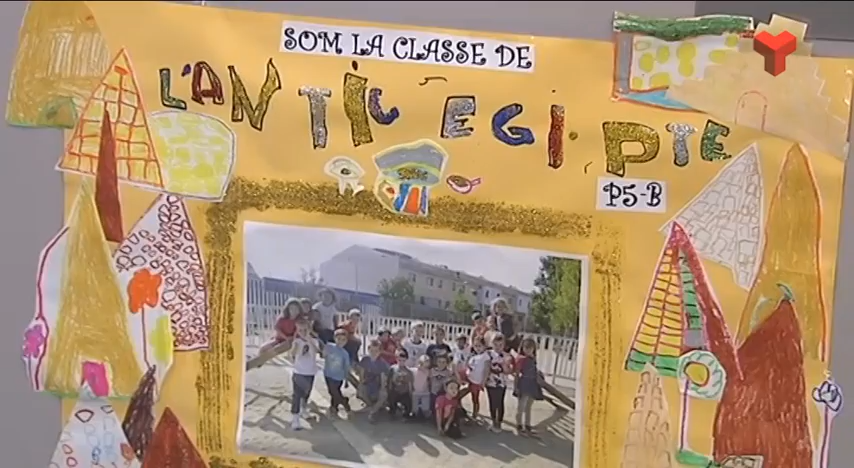 SOM LA CLASSE DE
L'ANTIC EGIPTE
P5-B